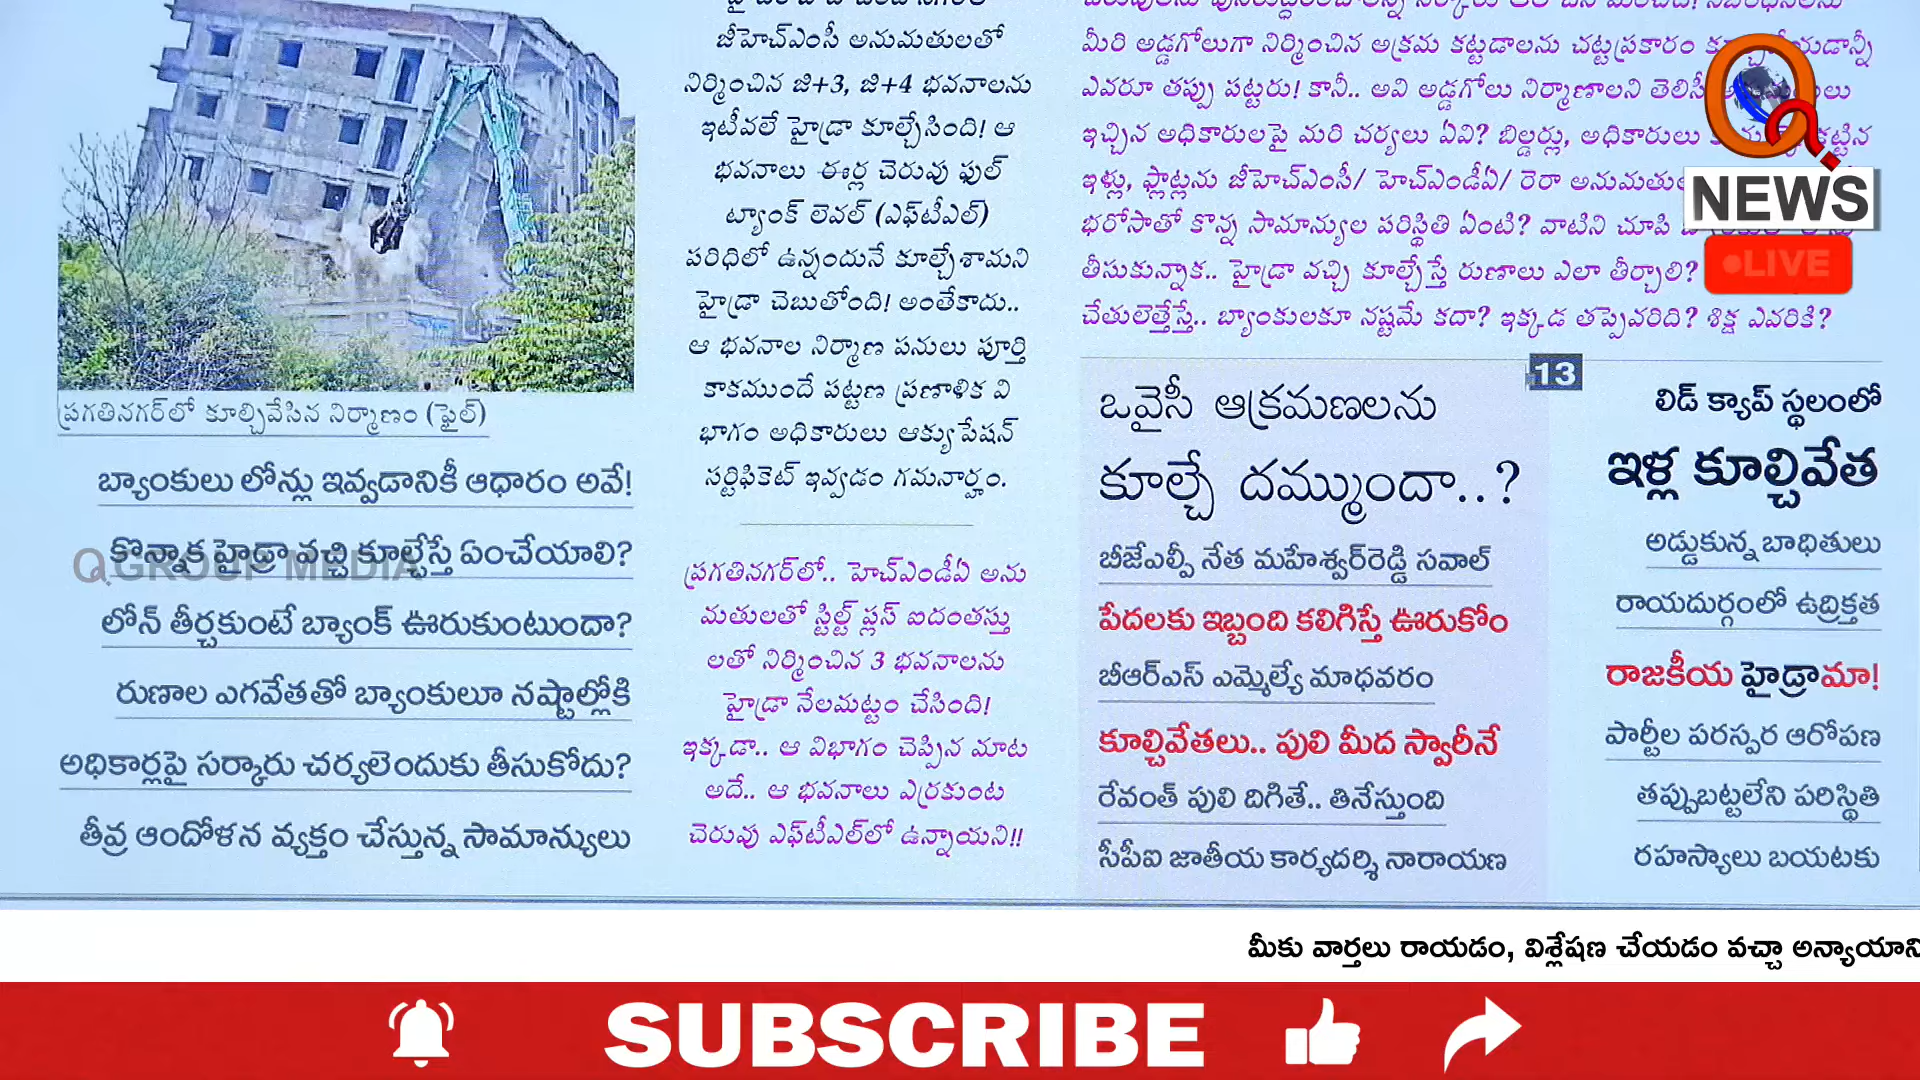 జీహెచ్ఎంసీ అనుమతులతో
నిర్మించిన జి+3, జి+4 భవనాలను
ఇటీవలే హైడ్రా కూల్చేసింది! ఆ
భవనాలు ఈర్ల చెరువు ఫుల్
ట్యాంక్ లెవల్ (ఎఫ్‌టీఎల్)
పరిధిలో ఉన్నందునే కూల్చేశామని
హైడ్రా చెబుతోంది! అంతేకాదు..
ఆ భవనాల నిర్మాణ పనులు పూర్తి
కాకముందే పట్టణ ప్రణాళిక వి
భాగం అధికారులు ఆక్యుపేషన్
సర్టిఫికెట్ ఇవ్వడం గమనార్హం.
ప్రగతినగర్‌లో.. హెచ్ఎండీఏ అను
మతులతో స్టిల్ట్ ప్లస్ ఐదంతస్తు
లతో నిర్మించిన 3 భవనాలను
హైడ్రా నేలమట్టం చేసింది!
ఇక్కడా.. ఆ విభాగం చెప్పిన మాట
అదే.. ఆ భవనాలు ఎర్రకుంట
చెరువు ఎఫ్‌టీఎల్‌లో ఉన్నాయని!!
ప్రగతినగర్‌లో కూల్చివేసిన నిర్మాణం (ఫైల్)
బ్యాంకులు లోన్లు ఇవ్వడానికీ ఆధారం అవే!
కొన్నాక హైడ్రా వచ్చి కూల్చేస్తే ఏంచేయాలి?
లోన్ తీర్చకుంటే బ్యాంక్ ఊరుకుంటుందా?
రుణాల ఎగవేతతో బ్యాంకులూ నష్టాల్లోకి
అధికార్లపై సర్కారు చర్యలెందుకు తీసుకోదు?
తీవ్ర ఆందోళన వ్యక్తం చేస్తున్న సామాన్యులు
Q GROUP MEDIA
మీరి అడ్డగోలుగా నిర్మించిన అక్రమ కట్టడాలను చట్టప్రకారం
ఎవరూ తప్పు పట్టరు! కానీ.. అవి అడ్డగోలు నిర్మాణాలని తెలిసీ
ఇచ్చిన అధికారులపై మరి చర్యలు ఏవి? బిల్డర్లు, అధికారులు కట్టిన
ఇళ్లు, ఫ్లాట్లను జీహెచ్ఎంసీ/ హెచ్ఎండీఏ/ రెరా
భరోసాతో కొన్న సామాన్యుల పరిస్థితి ఏంటి? వాటిని చూపి
తీసుకున్నాక.. హైడ్రా వచ్చి కూల్చేస్తే రుణాలు ఎలా తీర్చాలి?
చేతులెత్తేస్తే.. బ్యాంకులకూ నష్టమే కదా? ఇక్కడ తప్పెవరిది? శిక్ష ఎవరికి?
13
ఒవైసీ ఆక్రమణలను
కూల్చే దమ్ముందా..?
బీజేఎల్పీ నేత మహేశ్వర్‌రెడ్డి సవాల్
పేదలకు ఇబ్బంది కలిగిస్తే ఊరుకోం
బీఆర్ఎస్ ఎమ్మెల్యే మాధవరం
కూల్చివేతలు.. పులి మీద స్వారీనే
రేవంత్ పులి దిగితే.. తినేస్తుంది
సీపీఐ జాతీయ కార్యదర్శి నారాయణ
లిడ్ క్యాప్ స్థలంలో
ఇళ్ల కూల్చివేత
అడ్డుకున్న బాధితులు
రాయదుర్గంలో ఉద్రిక్తత
రాజకీయ హైడ్రామా!
పార్టీల పరస్పర ఆరోపణ
తప్పుబట్టలేని పరిస్థితి
రహస్యాలు బయటకు
Q
NEWS
LIVE
మీకు వార్తలు రాయడం, విశ్లేషణ చేయడం వచ్చా
SUBSCRIBE